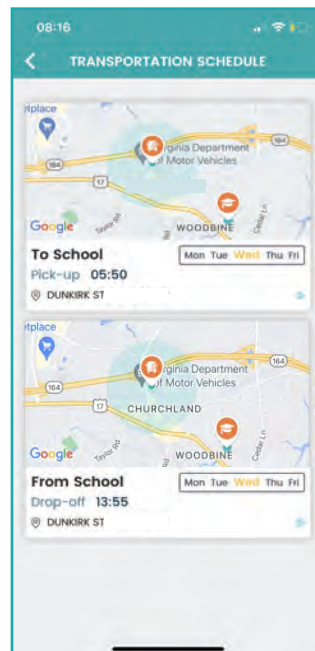 08:16
TRANSPORTATION SCHEDULE
etplace
164
Virginia Department
of Motor Vehicles
164
17
Google
Taylor Rd
WOODBINE
Cedar Ln
To School
Mon Tue Wed Thu Fri
Pick-up 05:50
DUNKIRK ST
etplace
Virginia Department
of Motor Vehicles
164
164
17
CHURCHLAND
Google
Taylor Rd
WOODBINE
Cedar Ln
From School
Mon Tue Wed Thu Fri
Drop-off 13:55
DUNKIRK ST